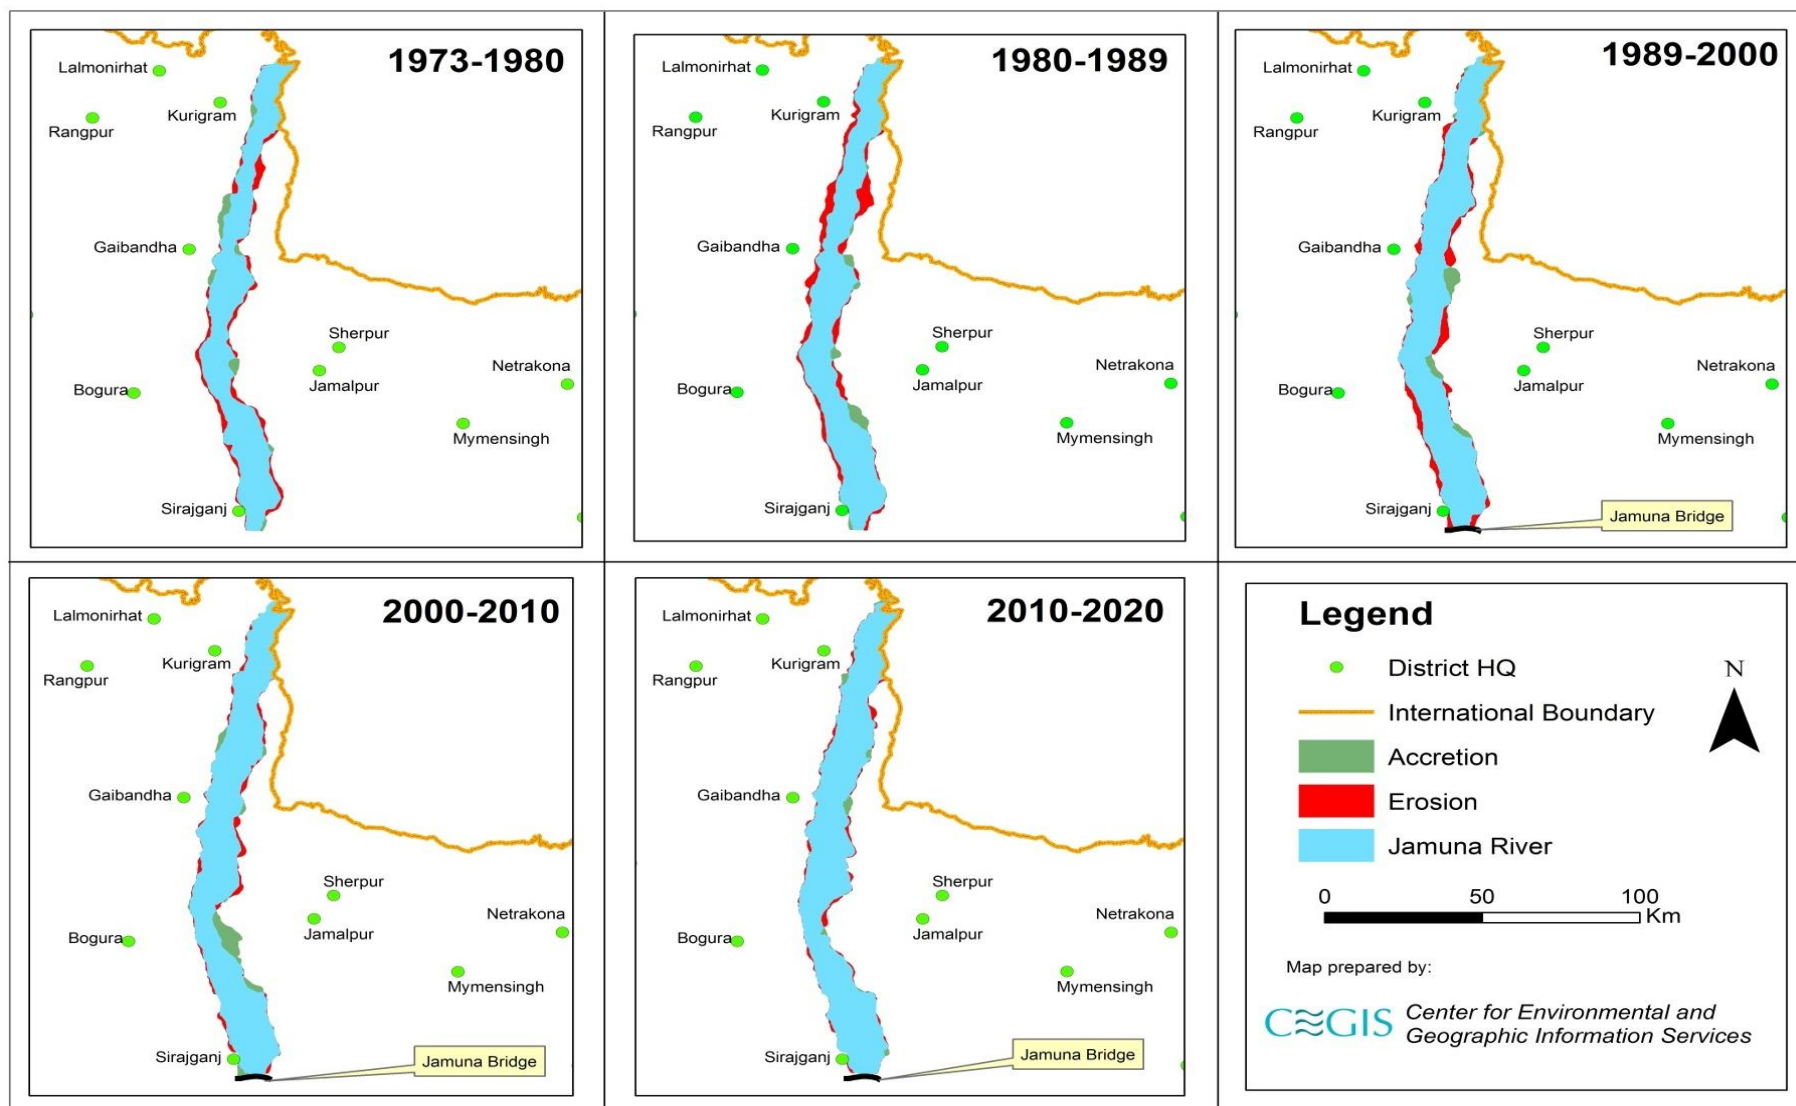 1973-1980
Lalmonirhat
Kurigram
Rangpur
Gaibandha
Sherpur
Netrakona
Jamalpur
Bogura
Mymensingh
Sirajganj
1980-1989
Lalmonirhat
Kurigram
Rangpur
Gaibandha
Sherpur
Netrakona
Jamalpur
Bogura
Mymensingh
Sirajganj
1989-2000
Lalmonirhat
Kurigram
Rangpur
Gaibandha
Sherpur
Netrakona
Jamalpur
Bogura
Mymensingh
Sirajganj
Jamuna Bridge
2000-2010
Lalmonirhat
Kurigram
Rangpur
Gaibandha
Sherpur
Netrakona
Jamalpur
Bogura
Mymensingh
Sirajganj
Jamuna Bridge
2010-2020
Lalmonirhat
Kurigram
Rangpur
Gaibandha
Sherpur
Netrakona
Jamalpur
Bogura
Mymensingh
Sirajganj
Jamuna Bridge
Legend
District HQ
N
International Boundary
Accretion
Erosion
Jamuna River
0 50 100
Km
Map prepared by:
CEGIS
Center for Environmental and
Geographic Information Services